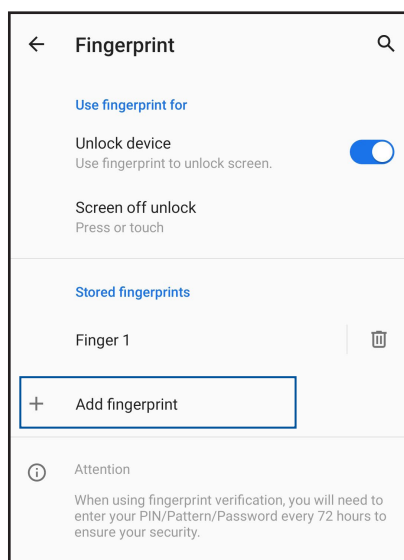 Fingerprint
Use fingerprint for
Unlock device
Use fingerprint to unlock screen.
Screen off unlock
Press or touch
Stored fingerprints
Finger 1
Add fingerprint
Attention
When using fingerprint verification, you will need to
enter your PIN/Pattern/Password every 72 hours to
ensure your security.